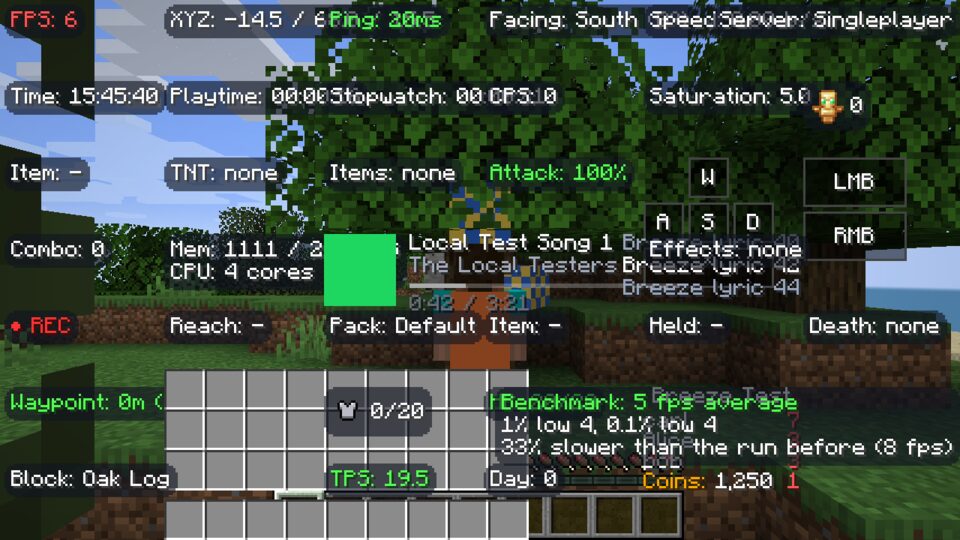 FPS: 6
XYZ: -14.5 / 6
Ping: 20ms
Facing: South
Speed
Server: Singleplayer
Time: 15:45:40
Playtime: 00:00
Stopwatch: 00:
CPS: 0
Saturation: 5.0
0
Item: -
TNT: none
Items: none
Attack: 100%
W
LMB
A S D
RMB
Combo: 0
Mem: 1111 / 2
CPU: 4 cores
Local Test Song 1
The Local Testers
0:42 / 3:21
Effects: none
Breeze lyric 42
Breeze lyric 44
REC
Reach: -
Pack: Default
Item: -
Held: -
Death: none
Waypoint: 0m (
0/20
Breeze Test
Benchmark: 5 fps average
1% low 4, 0.1% low 4
33% slower than the run before (8 fps)
Block: Oak Log
TPS: 19.5
Day: 0
Coins: 1,250
1